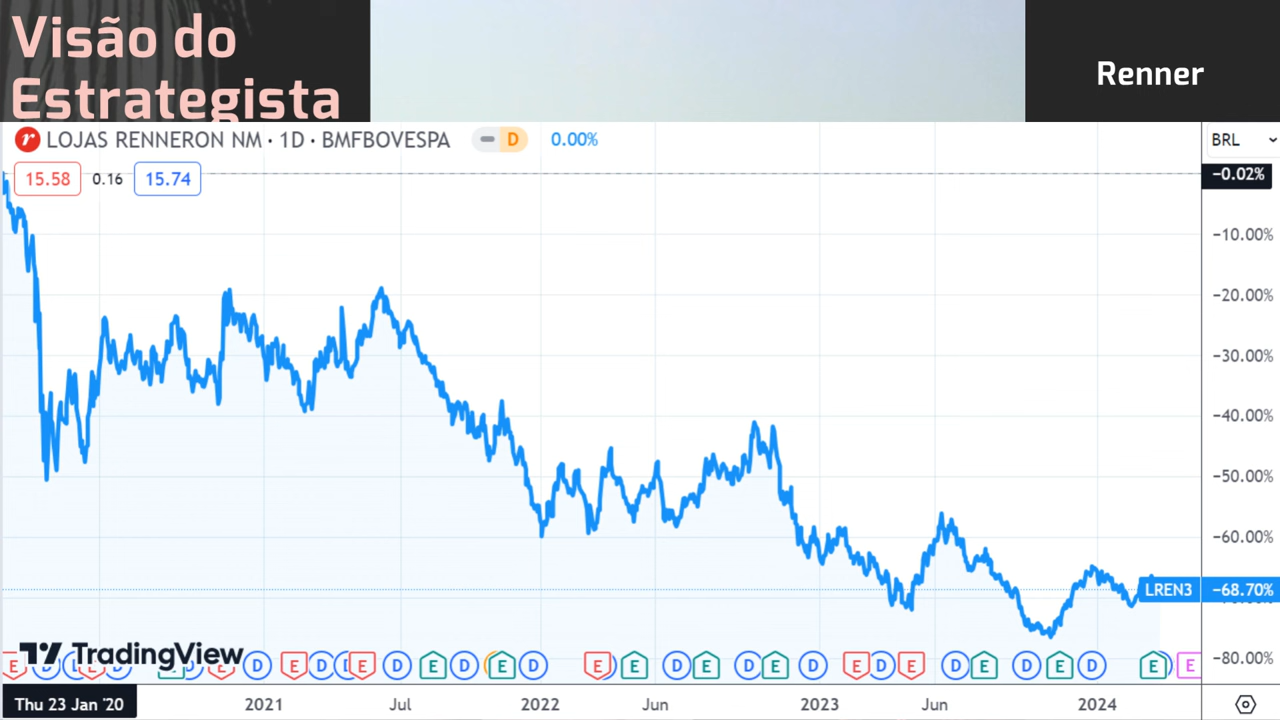 Visão do
Estrategista
Renner
LOJAS RENNERON NM · 1D · BMFBOVESPA D 0.00% BRL
15.58 0.16 15.74
−0.02%
−10.00%
−20.00%
−30.00%
−40.00%
−50.00%
−60.00%
LREN3 −68.70%
−80.00%
TradingView
E D D E D E D E D D E D E D E D E D E D E D E D E D E D E D E D E E
Thu 23 Jan '20 2021 Jul 2022 Jun 2023 Jun 2024